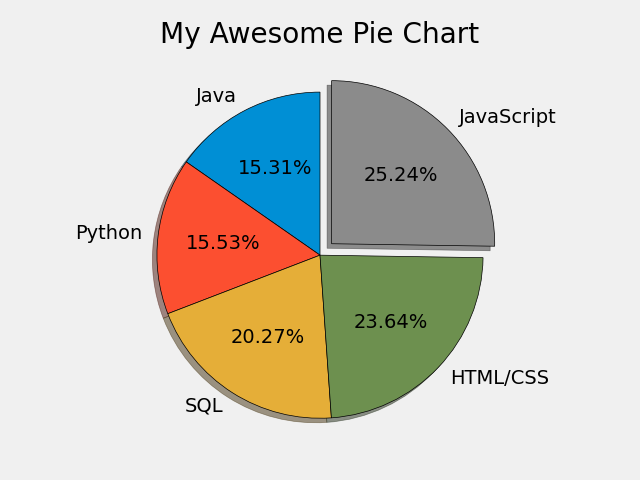 My Awesome Pie Chart
Java
JavaScript
15.31%
25.24%
Python
15.53%
20.27%
23.64%
SQL
HTML/CSS